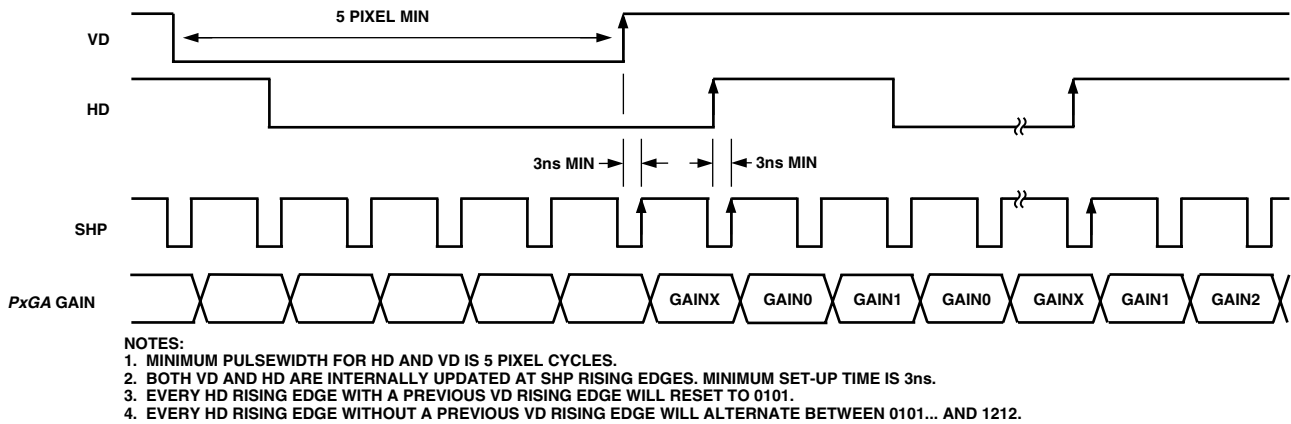 5 PIXEL MIN
VD
HD
3ns MIN
3ns MIN
SHP
PxGA GAIN
GAINX
GAIN0
GAIN1
GAIN0
GAINX
GAIN1
GAIN2
NOTES:
1. MINIMUM PULSEWIDTH FOR HD AND VD IS 5 PIXEL CYCLES.
2. BOTH VD AND HD ARE INTERNALLY UPDATED AT SHP RISING EDGES. MINIMUM SET-UP TIME IS 3ns.
3. EVERY HD RISING EDGE WITH A PREVIOUS VD RISING EDGE WILL RESET TO 0101.
4. EVERY HD RISING EDGE WITHOUT A PREVIOUS VD RISING EDGE WILL ALTERNATE BETWEEN 0101... AND 1212.